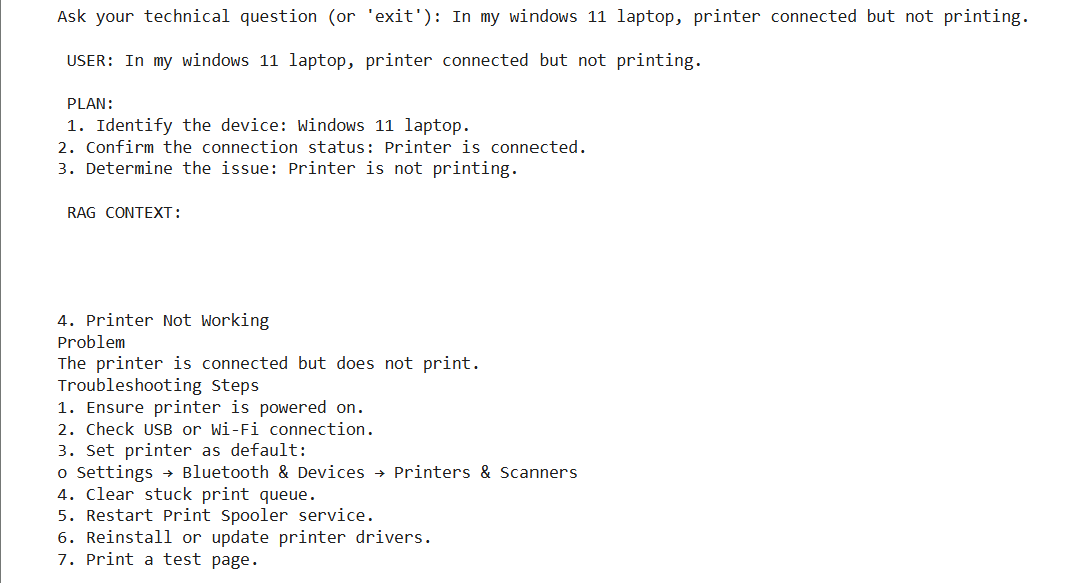 Ask your technical question (or 'exit'): In my windows 11 laptop, printer connected but not printing.
USER: In my windows 11 laptop, printer connected but not printing.
PLAN:
1. Identify the device: Windows 11 laptop.
2. Confirm the connection status: Printer is connected.
3. Determine the issue: Printer is not printing.
RAG CONTEXT:
4. Printer Not Working
Problem
The printer is connected but does not print.
Troubleshooting Steps
1. Ensure printer is powered on.
2. Check USB or Wi-Fi connection.
3. Set printer as default:
o Settings → Bluetooth & Devices → Printers & Scanners
4. Clear stuck print queue.
5. Restart Print Spooler service.
6. Reinstall or update printer drivers.
7. Print a test page.